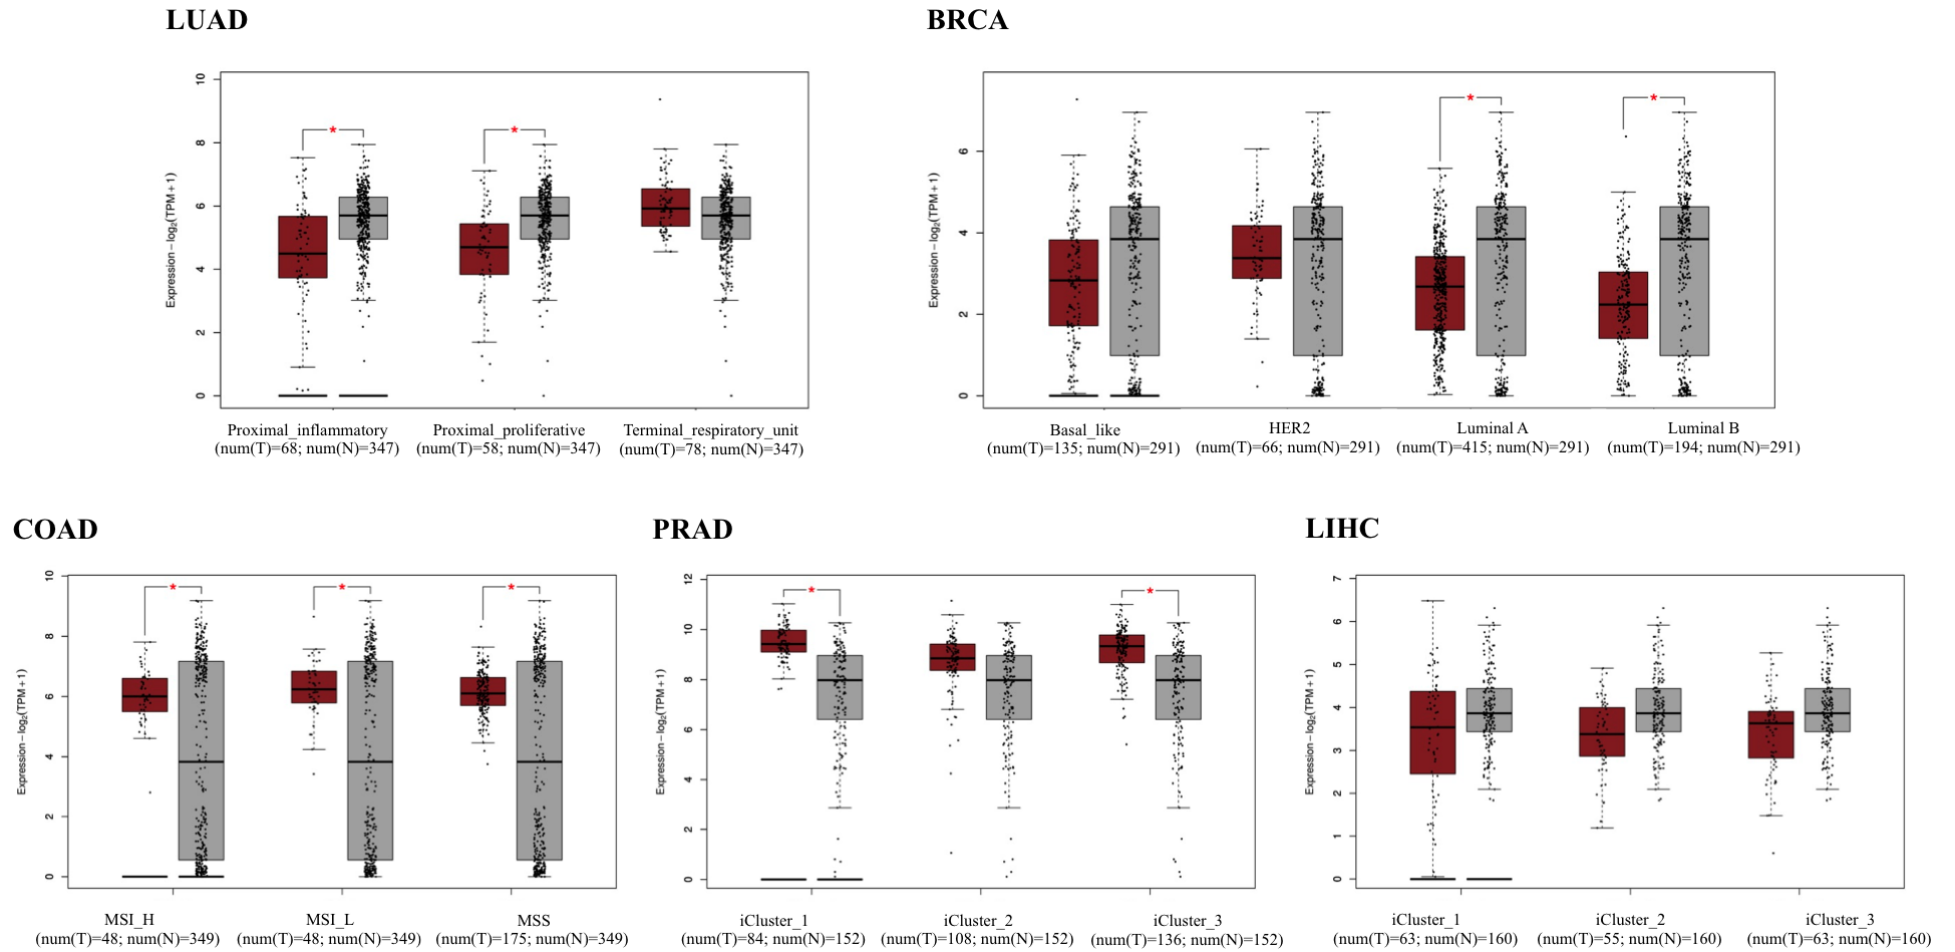 LUAD
BRCA
Expression − log₂(TPM + 1)
10
8
6
4
2
0
*
*
Proximal_inflammatory
(num(T)=68; num(N)=347)
Proximal_proliferative
(num(T)=58; num(N)=347)
Terminal_respiratory_unit
(num(T)=78; num(N)=347)
Expression − log₂(TPM + 1)
6
4
2
0
*
*
Basal_like
(num(T)=135; num(N)=291)
HER2
(num(T)=66; num(N)=291)
Luminal A
(num(T)=415; num(N)=291)
Luminal B
(num(T)=194; num(N)=291)
COAD
PRAD
LIHC
Expression − log₂(TPM + 1)
10
8
6
4
2
0
*
*
*
MSI_H
(num(T)=48; num(N)=349)
MSI_L
(num(T)=48; num(N)=349)
MSS
(num(T)=175; num(N)=349)
Expression − log₂(TPM + 1)
12
10
8
6
4
2
0
*
*
iCluster_1
(num(T)=84; num(N)=152)
iCluster_2
(num(T)=108; num(N)=152)
iCluster_3
(num(T)=136; num(N)=152)
Expression − log₂(TPM + 1)
7
6
5
4
3
2
1
0
iCluster_1
(num(T)=63; num(N)=160)
iCluster_2
(num(T)=55; num(N)=160)
iCluster_3
(num(T)=63; num(N)=160)